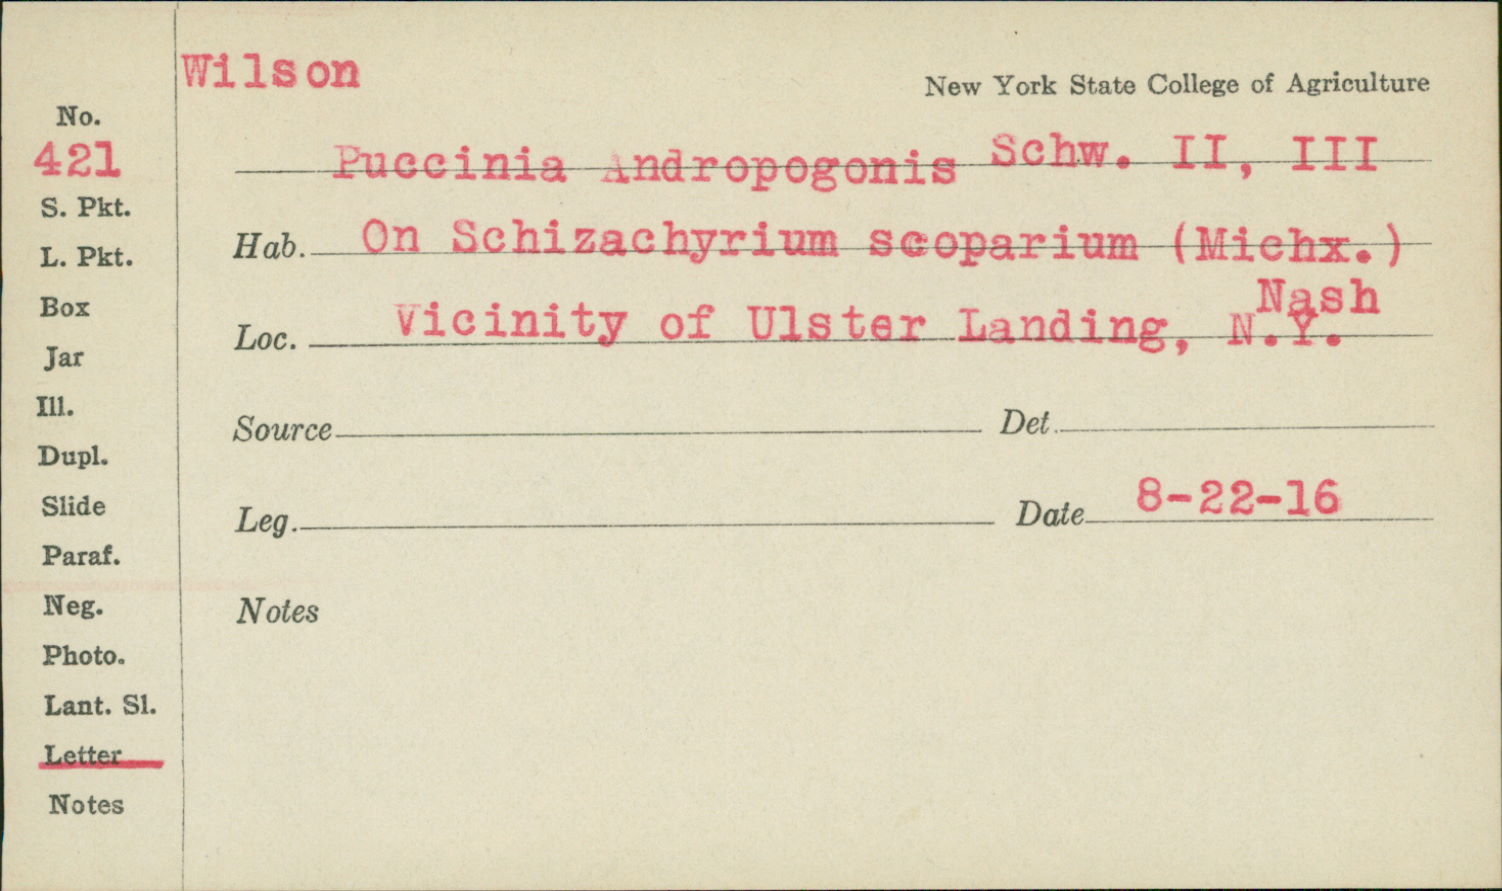 Wilson
New York State College of Agriculture
No.
421
Puccinia Andropogonis Schw. II, III
S. Pkt.
Hab. On Schizachyrium scoparium (Michx.)
Nash
L. Pkt.
Box
Loc. Vicinity of Ulster Landing, N.Y.
Jar
Ill.
Source Det.
Dupl.
Slide
Leg. Date 8-22-16
Paraf.
Neg.
Notes
Photo.
Lant. Sl.
Letter
Notes